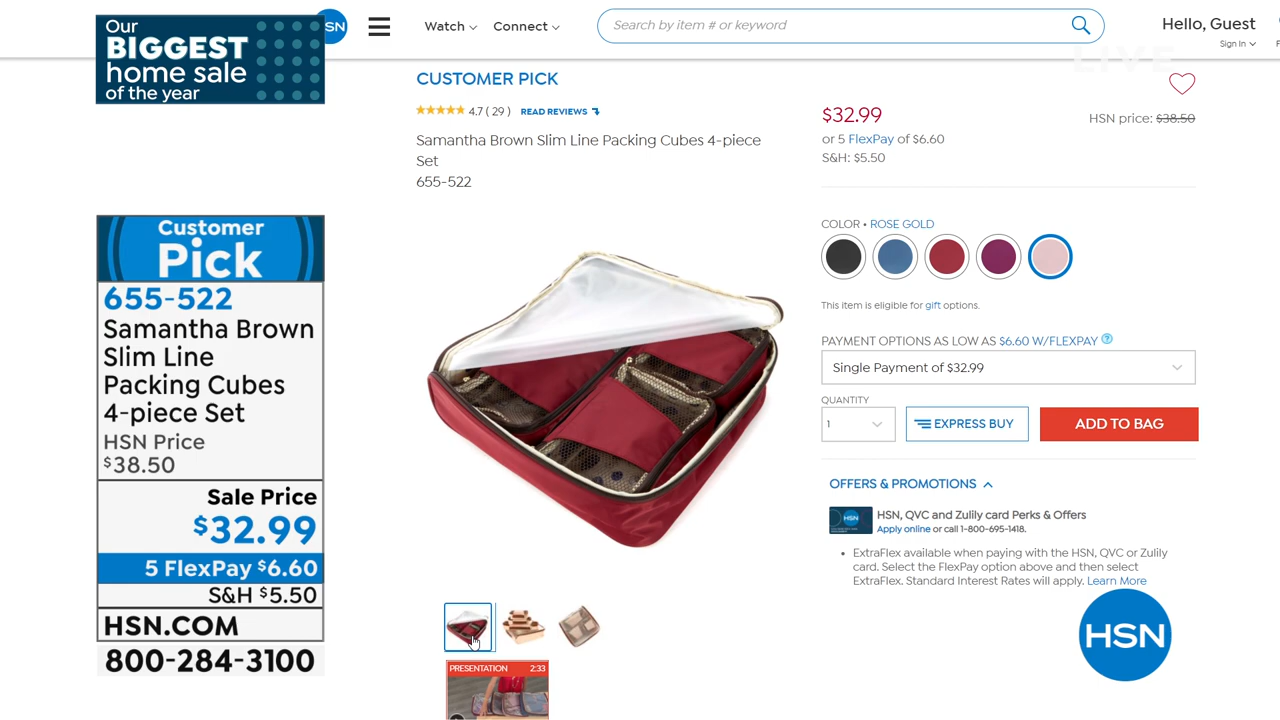 Our
BIGGEST
home sale
of the year
SN
Watch
Connect
Search by item # or keyword
Hello, Guest
Sign In
LIVE
CUSTOMER PICK
4.7 ( 29 ) READ REVIEWS
Samantha Brown Slim Line Packing Cubes 4-piece
Set
655-522
$32.99
HSN price: $38.50
or 5 FlexPay of $6.60
S&H: $5.50
COLOR • ROSE GOLD
This item is eligible for gift options.
PAYMENT OPTIONS AS LOW AS $6.60 W/FLEXPAY ?
Single Payment of $32.99
QUANTITY
1
EXPRESS BUY
ADD TO BAG
OFFERS & PROMOTIONS
HSN
HSN, QVC and Zulily card Perks & Offers
Apply online or call 1-800-695-1418.
• ExtraFlex available when paying with the HSN, QVC or Zulily
card. Select the FlexPay option above and then select
ExtraFlex. Standard Interest Rates will apply. Learn More
HSN
Customer
Pick
655-522
Samantha Brown
Slim Line
Packing Cubes
4-piece Set
HSN Price
$38.50
Sale Price
$32.99
5 FlexPay $6.60
S&H $5.50
HSN.COM
800-284-3100
PRESENTATION 2:33